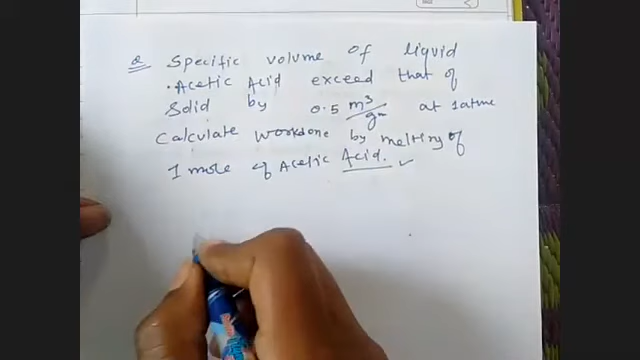 Q Specific volume of liquid
Acetic Acid exceed that of
Solid by 0.5 m³/gm at 1atm
Calculate workdone by melting of
1 mole of Acetic Acid.